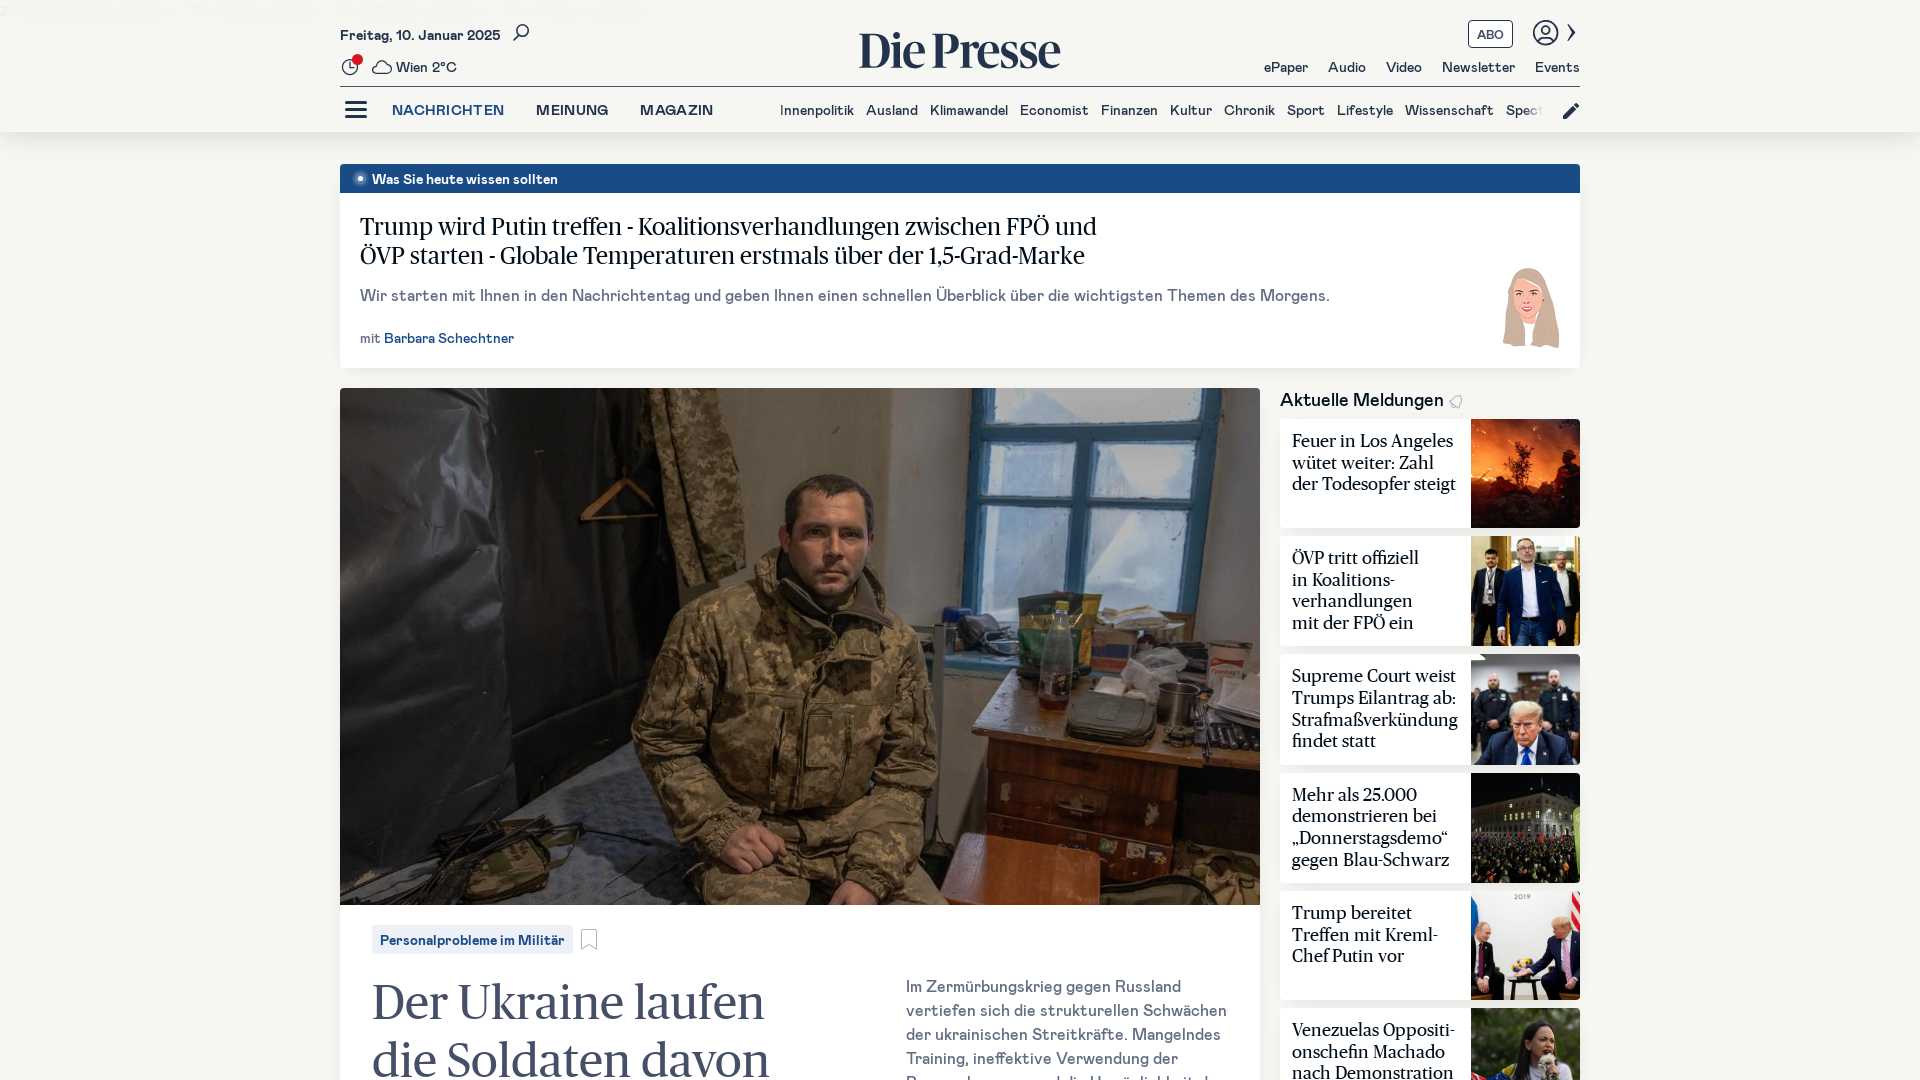 Freitag, 10. Januar 2025
Die Presse
ABO
Wien 2°C
ePaper Audio Video Newsletter Events
NACHRICHTEN MEINUNG MAGAZIN
Innenpolitik Ausland Klimawandel Economist Finanzen Kultur Chronik Sport Lifestyle Wissenschaft Spect
Was Sie heute wissen sollten
Trump wird Putin treffen - Koalitionsverhandlungen zwischen FPÖ und
ÖVP starten - Globale Temperaturen erstmals über der 1,5-Grad-Marke
Wir starten mit Ihnen in den Nachrichtentag und geben Ihnen einen schnellen Überblick über die wichtigsten Themen des Morgens.
mit Barbara Schechtner
Personalprobleme im Militär
Der Ukraine laufen
die Soldaten davon
Im Zermürbungskrieg gegen Russland
vertiefen sich die strukturellen Schwächen
der ukrainischen Streitkräfte. Mangelndes
Training, ineffektive Verwendung der
Aktuelle Meldungen
Feuer in Los Angeles
wütet weiter: Zahl
der Todesopfer steigt
ÖVP tritt offiziell
in Koalitions-
verhandlungen
mit der FPÖ ein
Supreme Court weist
Trumps Eilantrag ab:
Strafmaßverkündung
findet statt
Mehr als 25.000
demonstrieren bei
„Donnerstagsdemo“
gegen Blau-Schwarz
Trump bereitet
Treffen mit Kreml-
Chef Putin vor
2019
Venezuelas Oppositi-
onschefin Machado
nach Demonstration